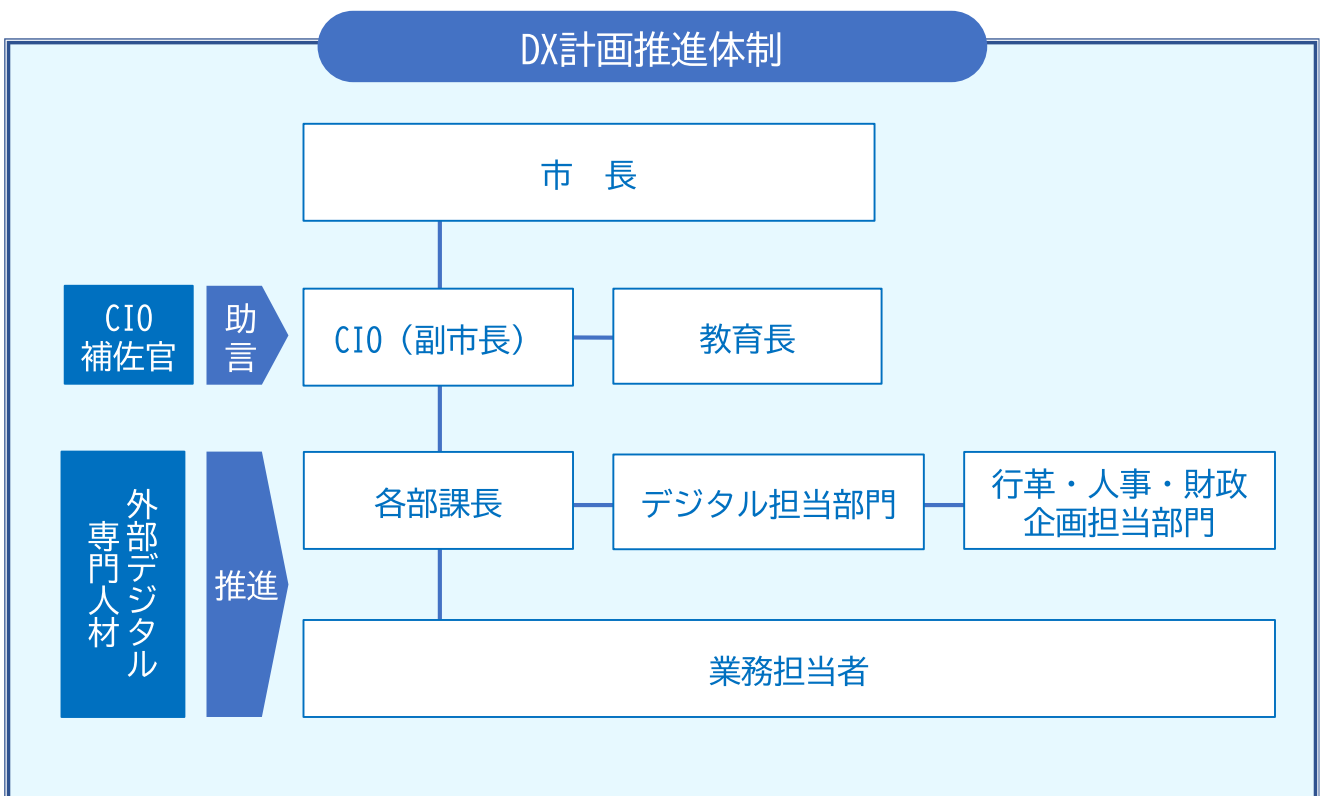 DX計画推進体制
市　長
CIO
補佐官
助
言
CIO（副市長）
教育長
外部デジタル
専門人材
推進
各部課長
デジタル担当部門
行革・人事・財政
企画担当部門
業務担当者